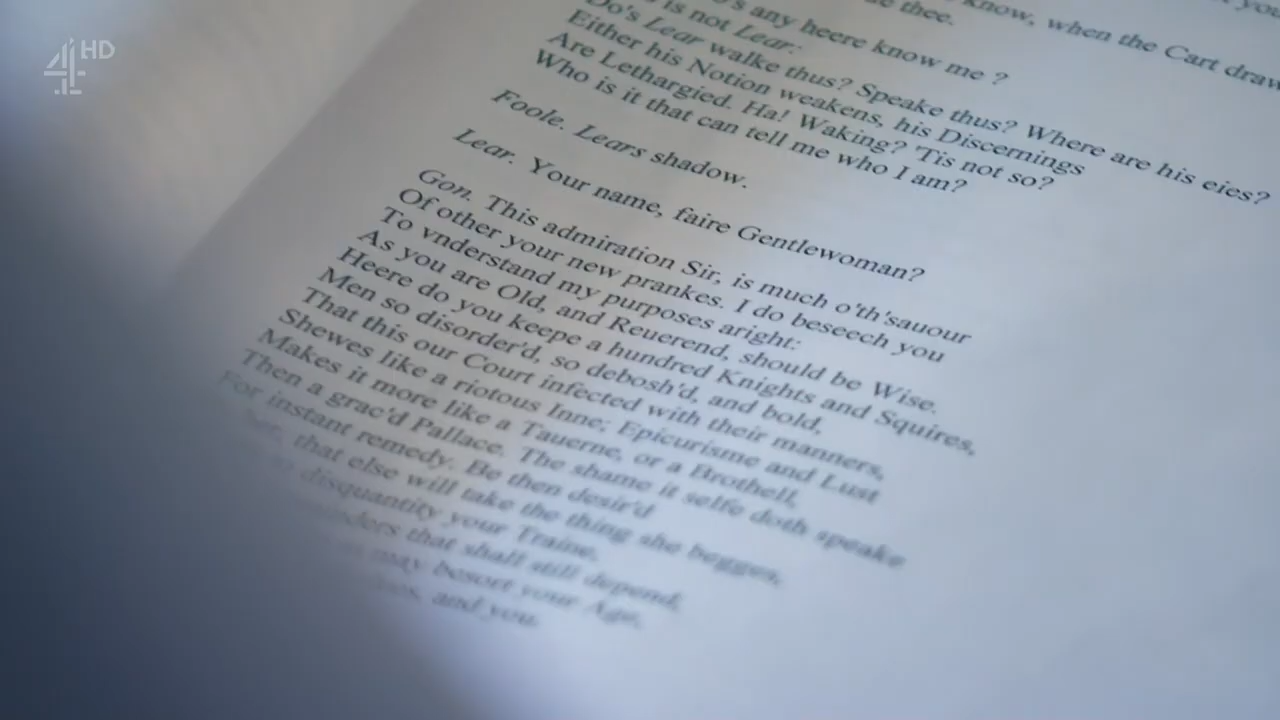 4 HD
know, when the Cart draw
thee.
any heere know me ?
is not Lear:
Do's Lear walke thus? Speake thus? Where are his eies?
Either his Notion weakens, his Discernings
Are Lethargied. Ha! Waking? 'Tis not so?
Who is it that can tell me who I am?
Foole. Lears shadow.
Lear. Your name, faire Gentlewoman?
Gon. This admiration Sir, is much o'th'sauour
Of other your new prankes. I do beseech you
To vnderstand my purposes aright:
As you are Old, and Reuerend, should be Wise.
Heere do you keepe a hundred Knights and Squires,
Men so disorder'd, so debosh'd, and bold,
That this our Court infected with their manners,
Shewes like a riotous Inne; Epicurisme and Lust
Makes it more like a Tauerne, or a Brothell,
Then a grac'd Pallace. The shame it selfe doth speake
For instant remedy. Be then desir'd
her, that else will take the thing she begges,
disquantity your Traine,
that shall still depend,
may besort your Age,
and you.